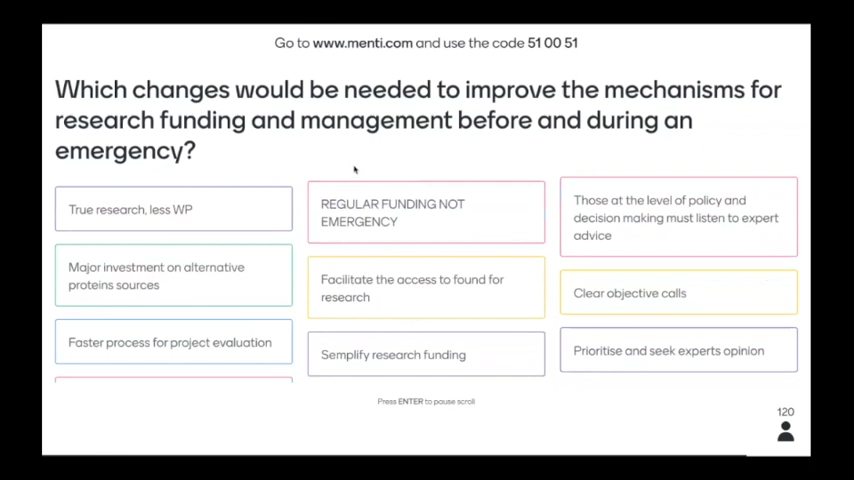 Go to www.menti.com and use the code 51 00 51
Which changes would be needed to improve the mechanisms for
research funding and management before and during an
emergency?
True research, less WP
Major investment on alternative
proteins sources
Faster process for project evaluation
REGULAR FUNDING NOT
EMERGENCY
Facilitate the access to found for
research
Semplify research funding
Those at the level of policy and
decision making must listen to expert
advice
Clear objective calls
Prioritise and seek experts opinion
Press ENTER to pause scroll
120